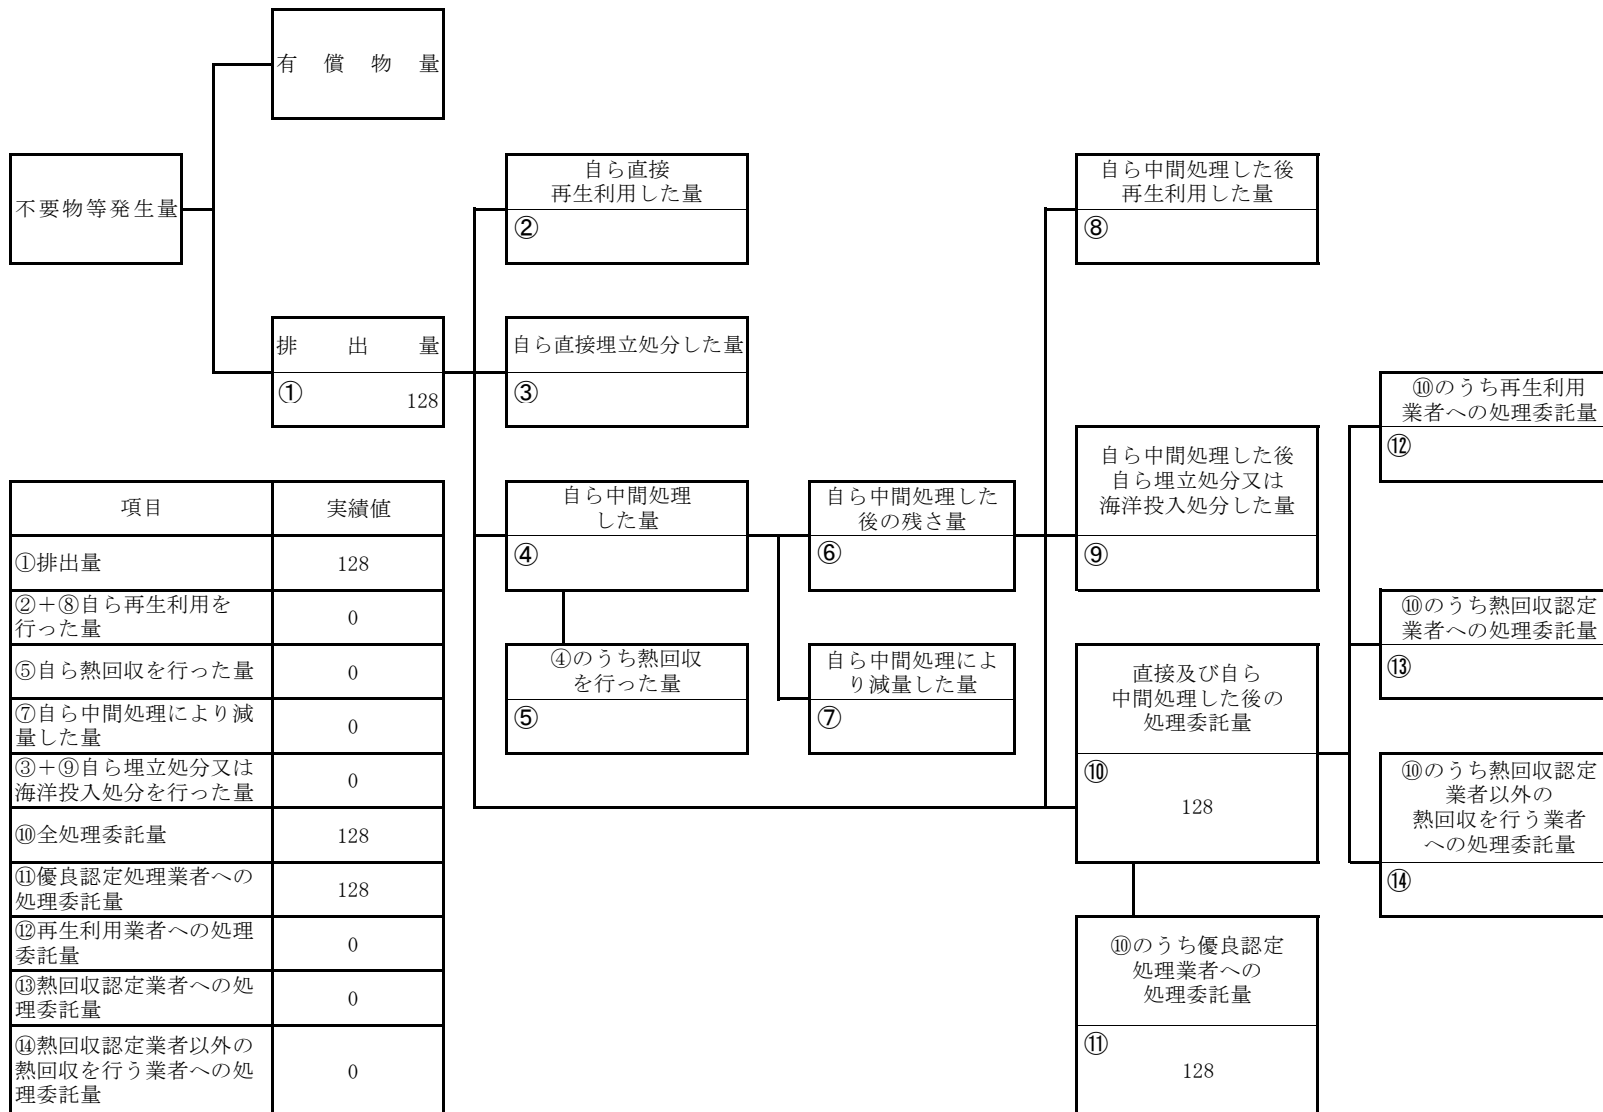 有償物量
不要物等発生量
排出量
①
128
自ら直接
再生利用した量
②
自ら直接埋立処分した量
③
自ら中間処理
した量
④
④のうち熱回収
を行った量
⑤
自ら中間処理した
後の残さ量
⑥
自ら中間処理によ
り減量した量
⑦
自ら中間処理した後
再生利用した量
⑧
自ら中間処理した後
自ら埋立処分又は
海洋投入処分した量
⑨
直接及び自ら
中間処理した後の
処理委託量
⑩
128
⑩のうち優良認定
処理業者への
処理委託量
⑪
128
⑩のうち再生利用
業者への処理委託量
⑫
⑩のうち熱回収認定
業者への処理委託量
⑬
⑩のうち熱回収認定
業者以外の
熱回収を行う業者
への処理委託量
⑭
項目 実績値
①排出量 128
②+⑧自ら再生利用を
行った量 0
⑤自ら熱回収を行った量 0
⑦自ら中間処理により減
量した量 0
③+⑨自ら埋立処分又は
海洋投入処分を行った量 0
⑩全処理委託量 128
⑪優良認定処理業者への
処理委託量 128
⑫再生利用業者への処理
委託量 0
⑬熱回収認定業者への処
理委託量 0
⑭熱回収認定業者以外の
熱回収を行う業者への処 0
理委託量